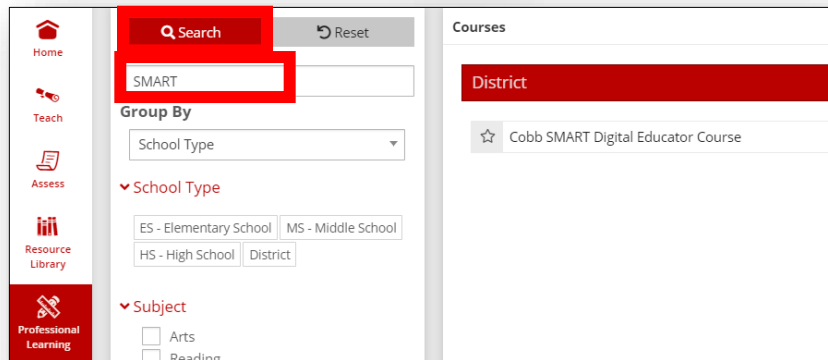 Home
Teach
Assess
Resource
Library
Professional
Learning
Search
Reset
SMART
Group By
School Type
School Type
ES - Elementary School
MS - Middle School
HS - High School
District
Subject
Arts
Reading
Courses
District
Cobb SMART Digital Educator Course